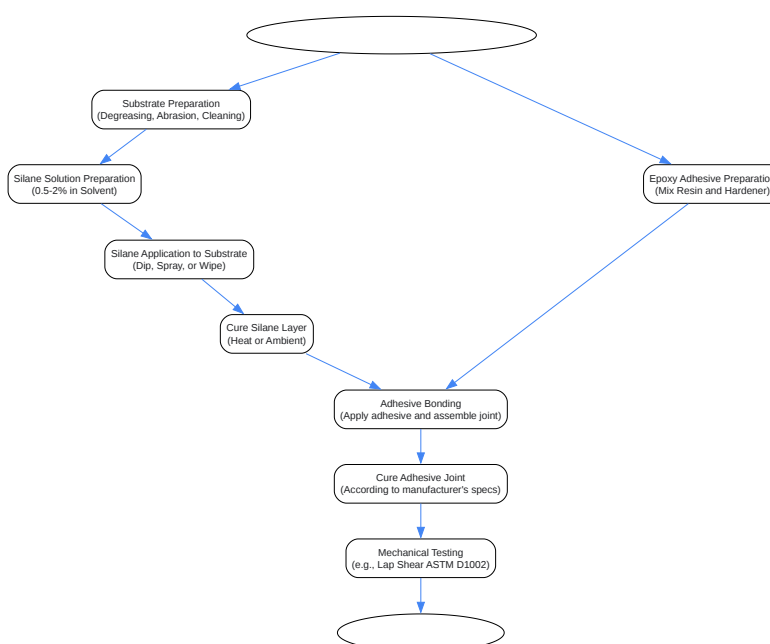 Substrate Preparation
(Degreasing, Abrasion, Cleaning)
Silane Solution Preparation
(0.5-2% in Solvent)
Epoxy Adhesive Preparatio
(Mix Resin and Hardener)
Silane Application to Substrate
(Dip, Spray, or Wipe)
Cure Silane Layer
(Heat or Ambient)
Adhesive Bonding
(Apply adhesive and assemble joint)
Cure Adhesive Joint
(According to manufacturer's specs)
Mechanical Testing
(e.g., Lap Shear ASTM D1002)